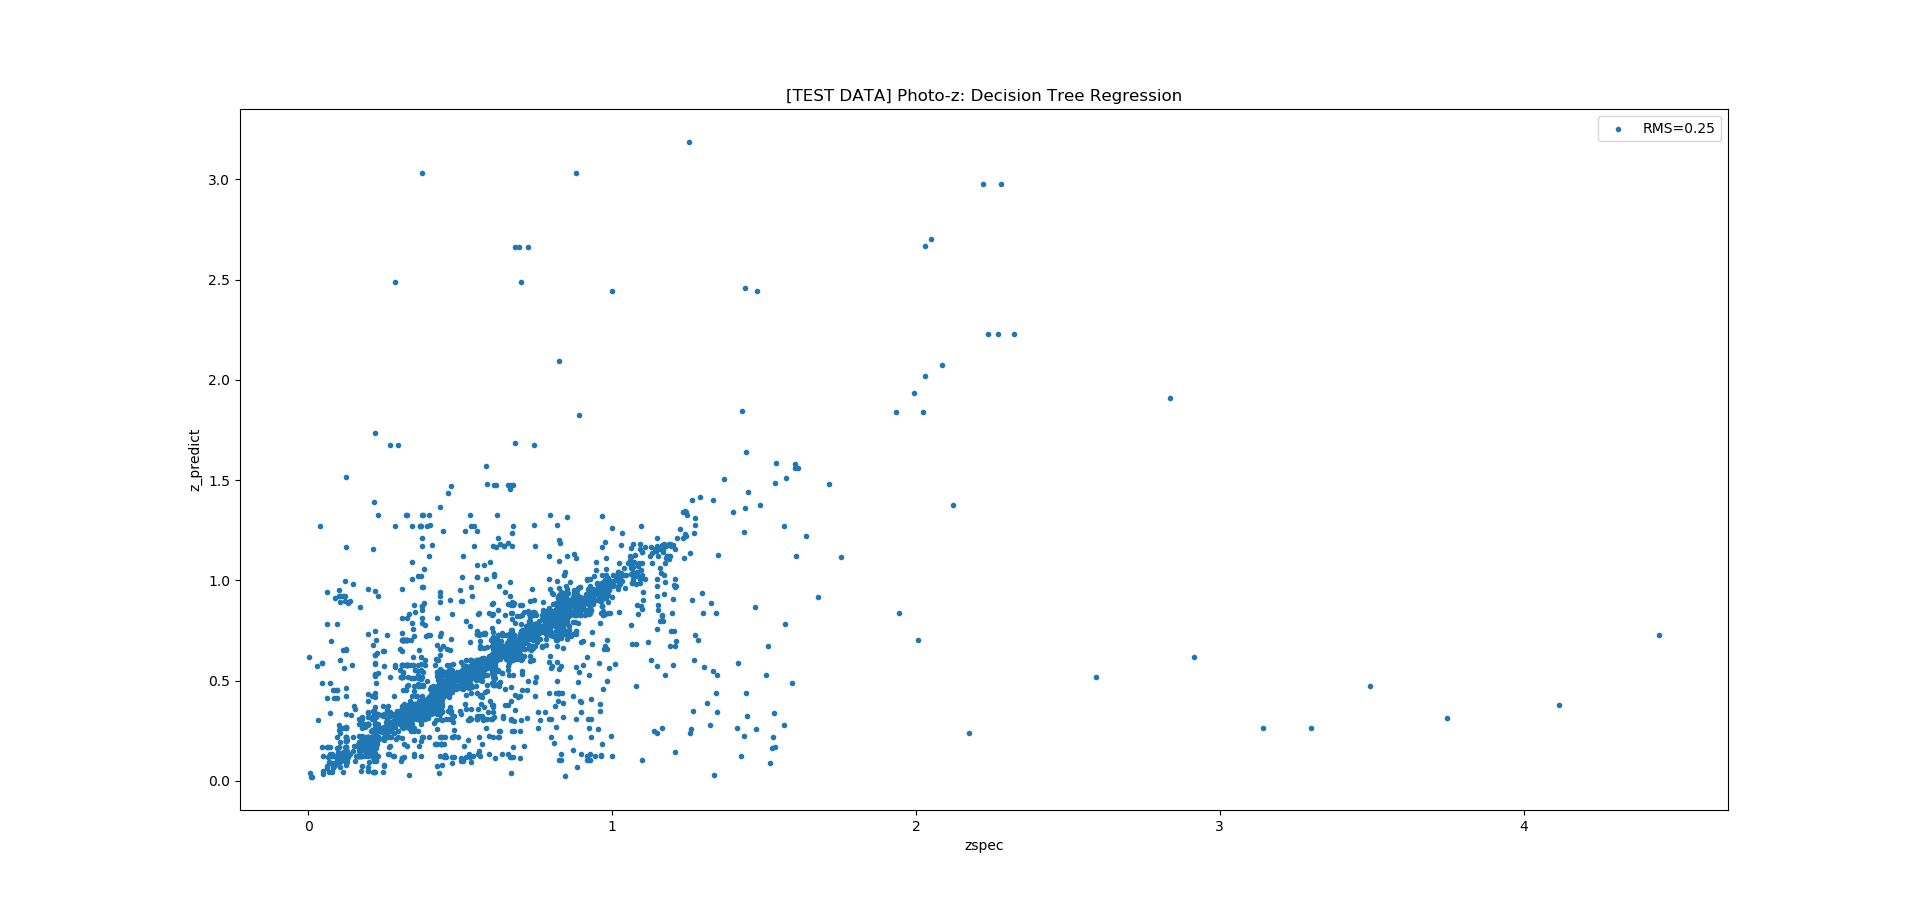 [TEST DATA] Photo-z: Decision Tree Regression
RMS=0.25
3.0
2.5
2.0
1.5
1.0
0.5
0.0
z_predict
0 1 2 3 4
zspec